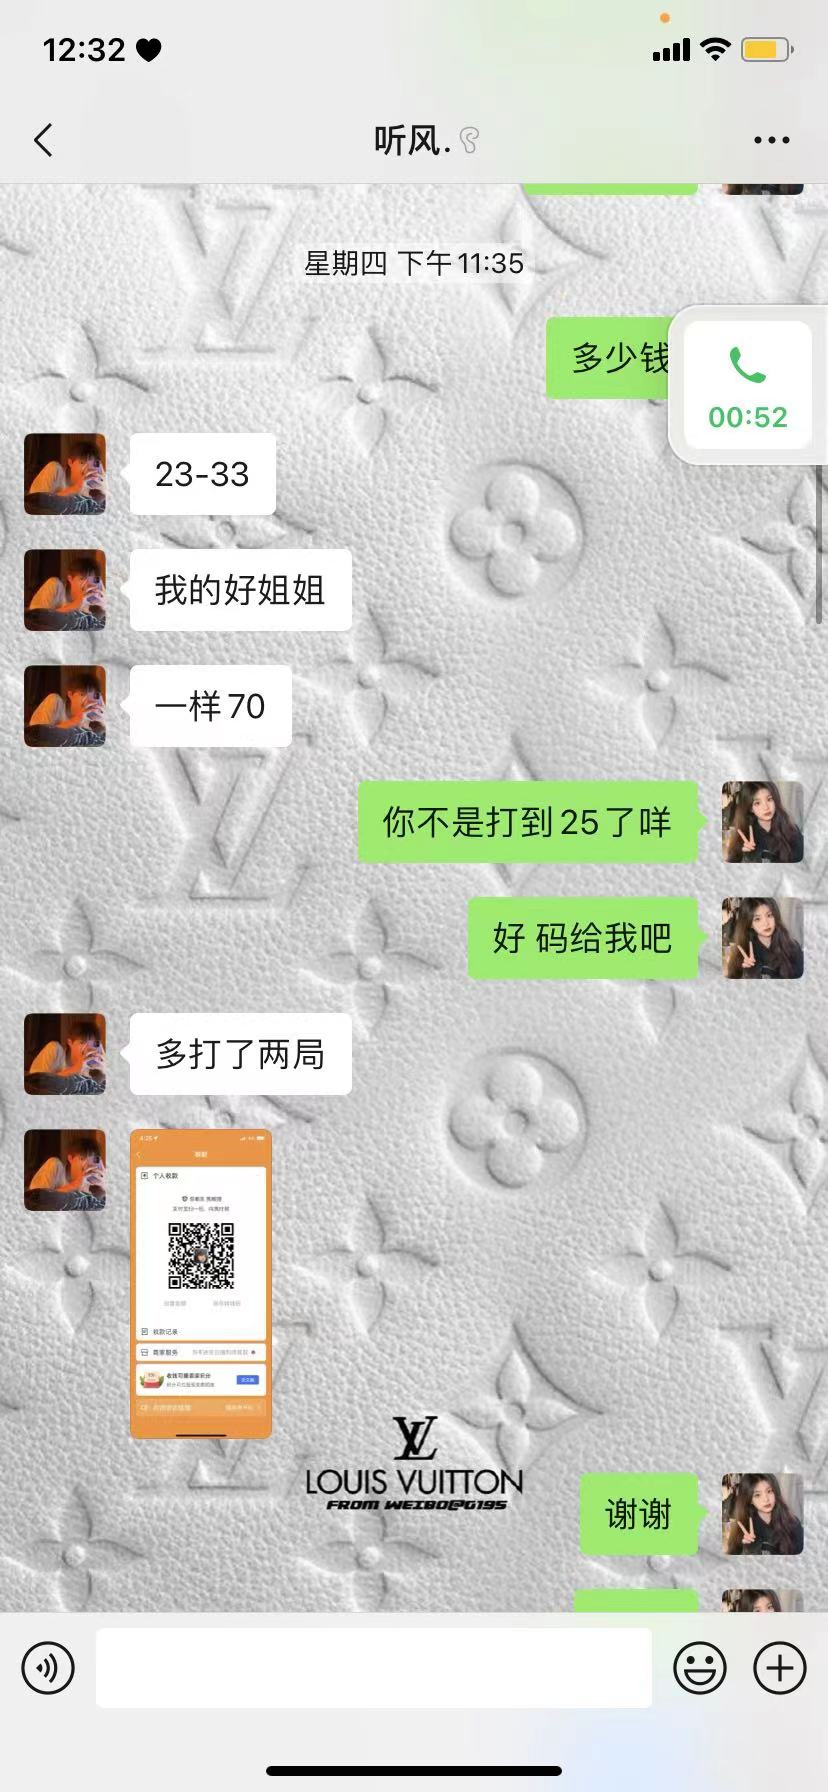 12:32
听风.
星期四 下午 11:35
多少钱
00:52
23-33
我的好姐姐
一样70
你不是打到25了咩
好 码给我吧
多打了两局
个人收款
收款记录
商家服务
LV
LOUIS VUITTON
FROM WEIBO@G195
谢谢